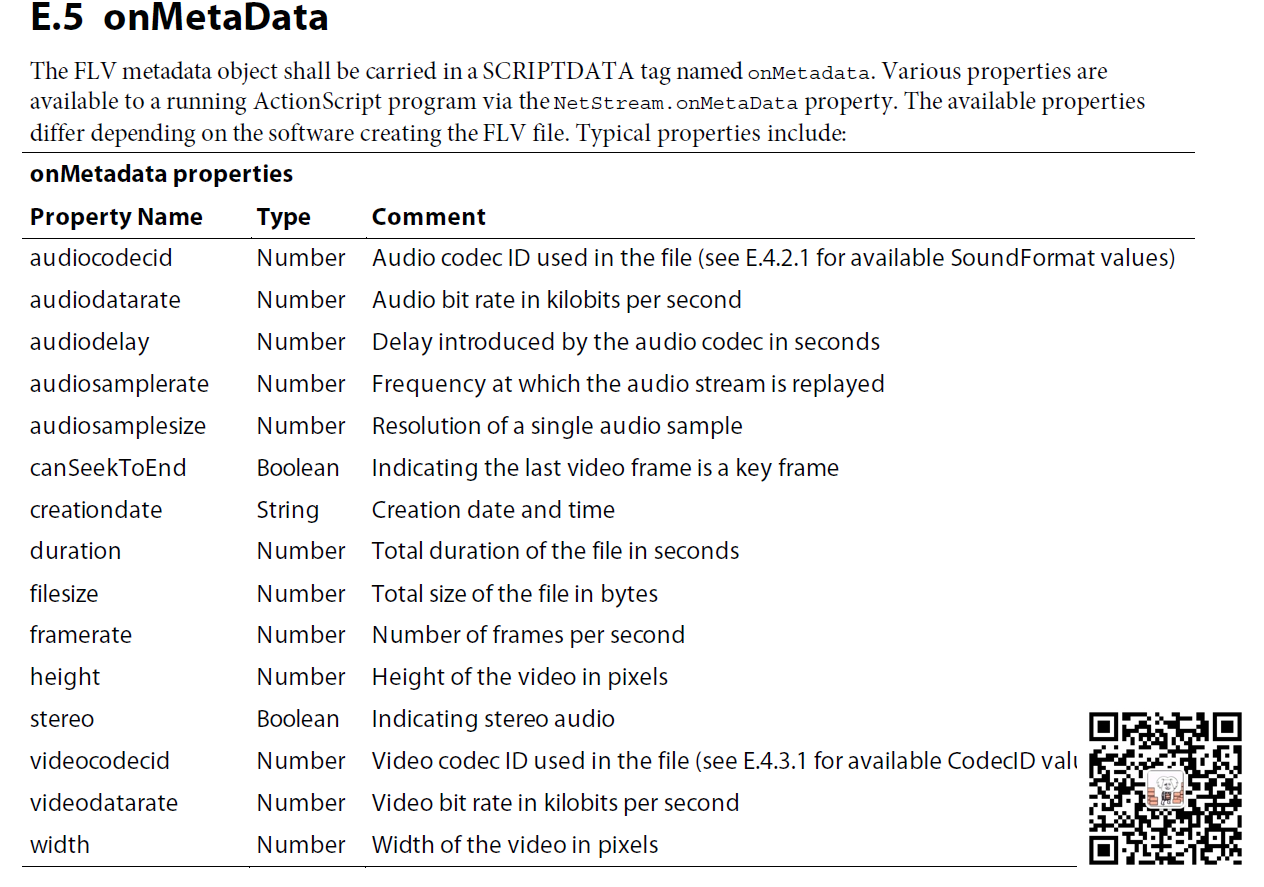 E.5 onMetaData
The FLV metadata object shall be carried in a SCRIPTDATA tag named onMetadata. Various properties are
available to a running ActionScript program via the NetStream.onMetaData property. The available properties
differ depending on the software creating the FLV file. Typical properties include:
onMetadata properties
Property Name Type Comment
audiocodecid Number Audio codec ID used in the file (see E.4.2.1 for available SoundFormat values)
audiodatarate Number Audio bit rate in kilobits per second
audiodelay Number Delay introduced by the audio codec in seconds
audiosamplerate Number Frequency at which the audio stream is replayed
audiosamplesize Number Resolution of a single audio sample
canSeekToEnd Boolean Indicating the last video frame is a key frame
creationdate String Creation date and time
duration Number Total duration of the file in seconds
filesize Number Total size of the file in bytes
framerate Number Number of frames per second
height Number Height of the video in pixels
stereo Boolean Indicating stereo audio
videocodecid Number Video codec ID used in the file (see E.4.3.1 for available CodecID
videodatarate Number Video bit rate in kilobits per second
width Number Width of the video in pixels